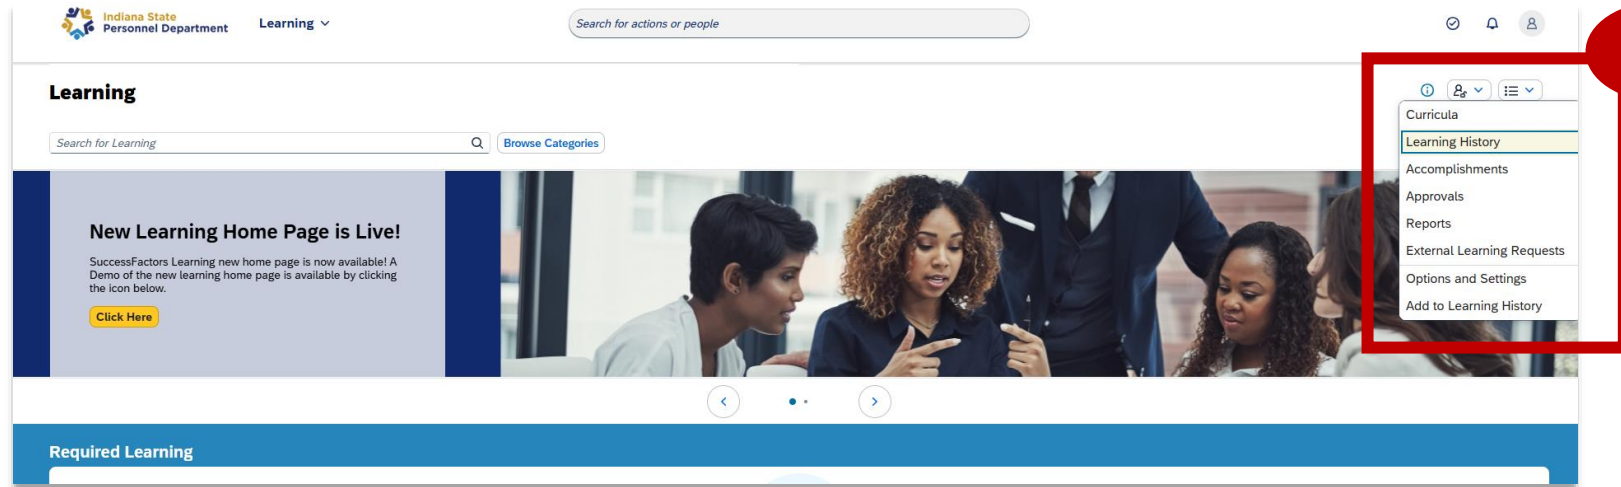 Indiana State
Personnel Department
Learning
Search for actions or people
Learning
Search for Learning
Browse Categories
Curricula
Learning History
Accomplishments
Approvals
Reports
External Learning Requests
Options and Settings
Add to Learning History
New Learning Home Page is Live!
SuccessFactors Learning new home page is now available! A
Demo of the new learning home page is available by clicking
the icon below.
Click Here
Required Learning